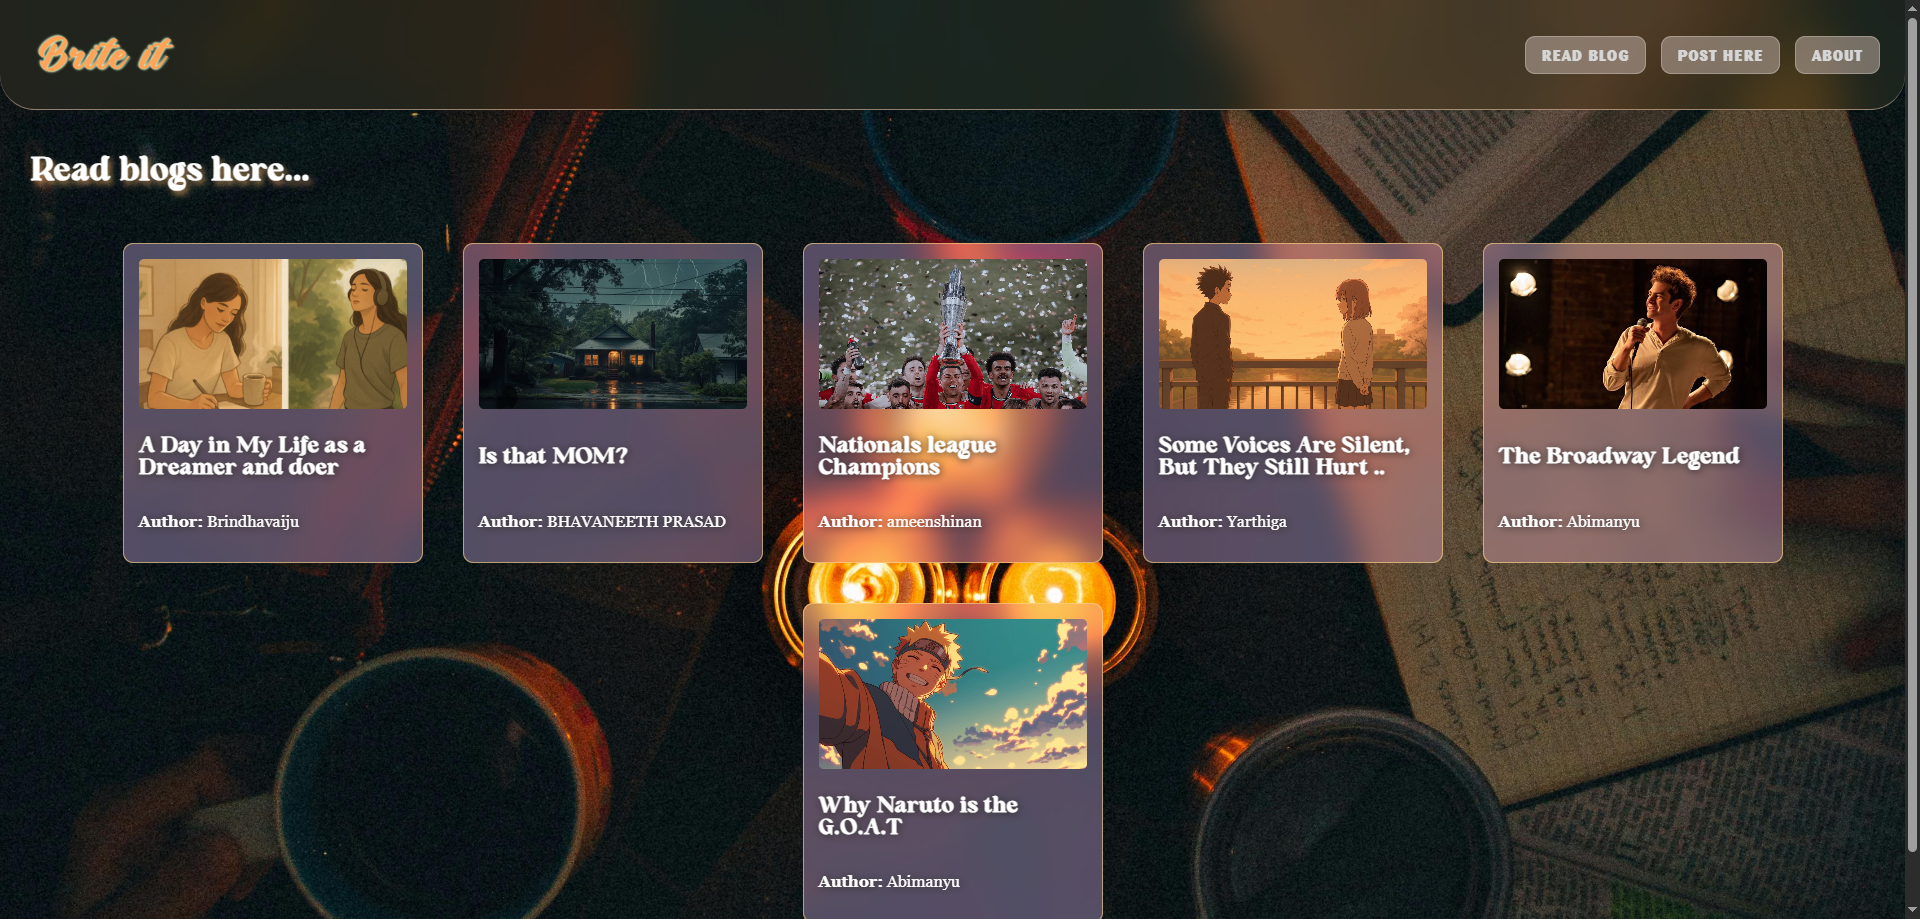 Brite it
READ BLOG
POST HERE
ABOUT
Read blogs here...
A Day in My Life as a
Dreamer and doer
Author: Brindhavaiju
Is that MOM?
Author: BHAVANEETH PRASAD
Nationals league
Champions
Author: ameenshinan
Some Voices Are Silent,
But They Still Hurt ..
Author: Yarthiga
The Broadway Legend
Author: Abimanyu
Why Naruto is the
G.O.A.T
Author: Abimanyu